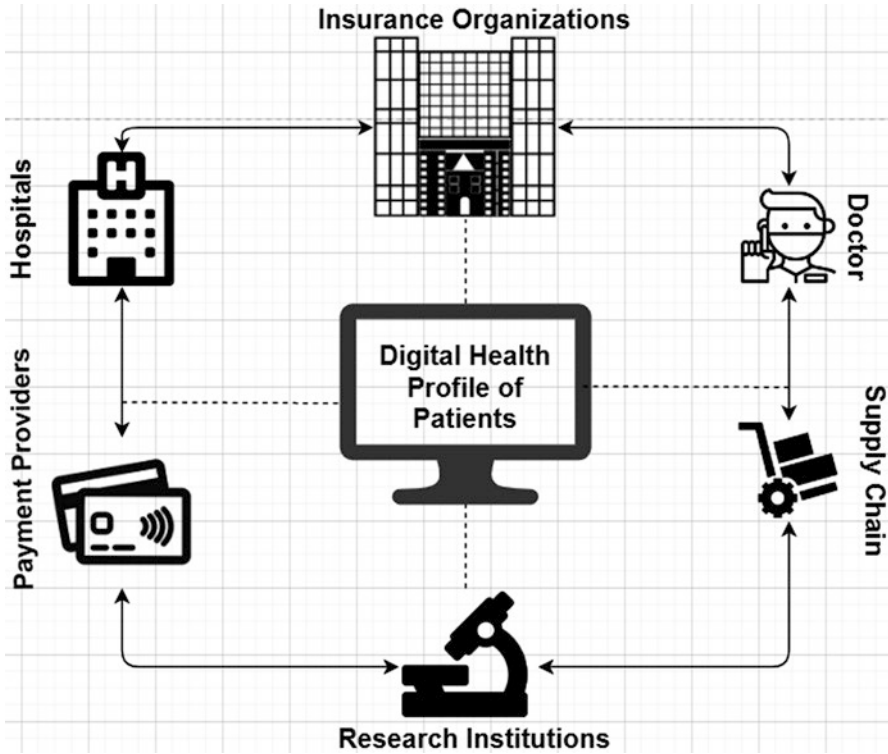 Insurance Organizations
Hospitals
Doctor
Digital Health
Profile of
Patients
Payment Providers
Supply Chain
Research Institutions